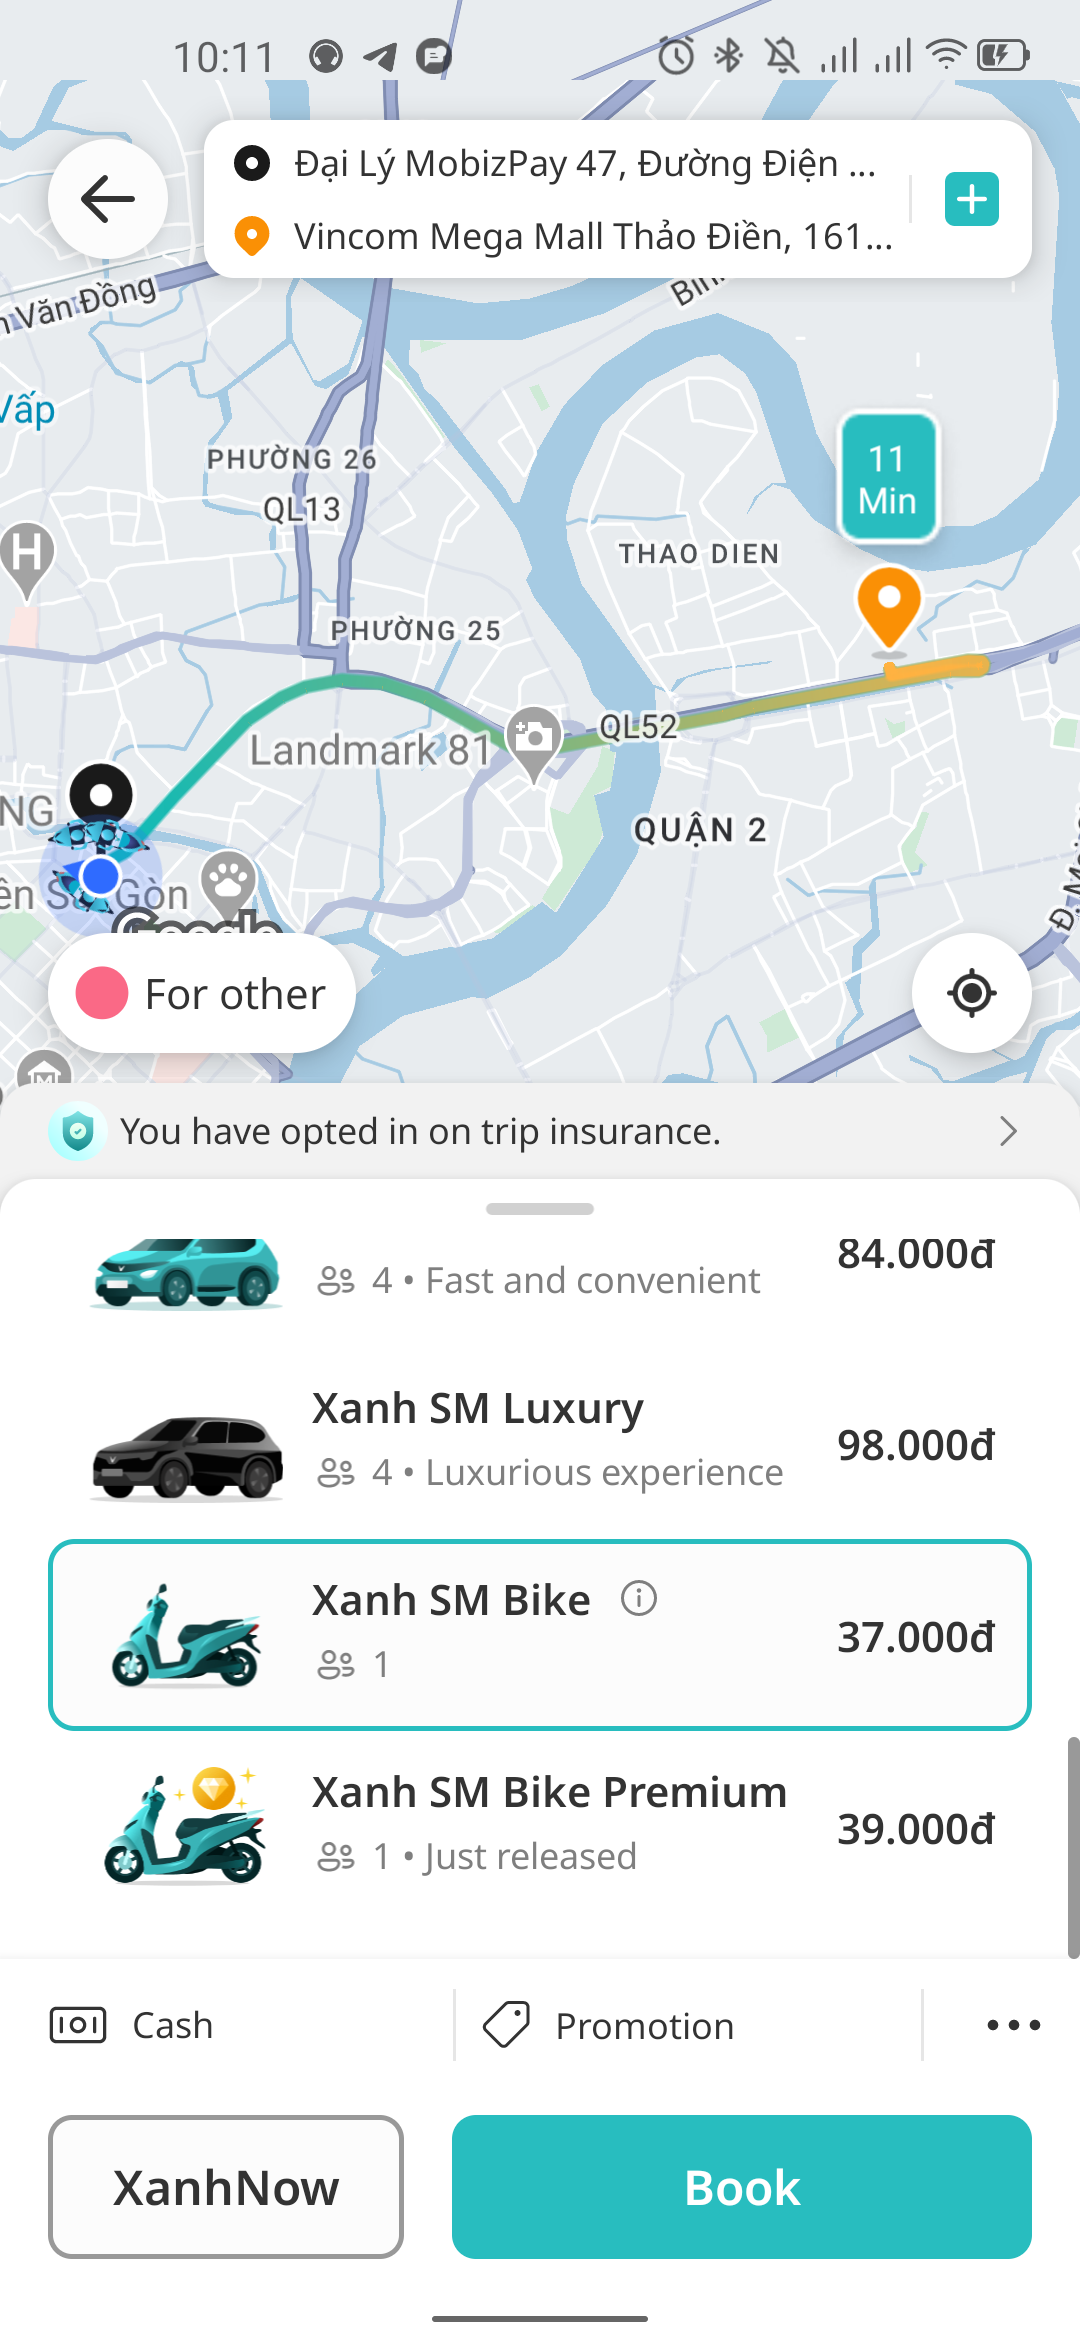 10:11
Đại Lý MobizPay 47, Đường Điện ...
Vincom Mega Mall Thảo Điền, 161...
Văn Đồng
Vấp
PHƯỜNG 26
QL13
11
Min
H
THAO DIEN
PHƯỜNG 25
QL52
Landmark 81
QUẬN 2
Gòn
Google
For other
You have opted in on trip insurance.
84.000đ
4 • Fast and convenient
Xanh SM Luxury
98.000đ
4 • Luxurious experience
Xanh SM Bike
37.000đ
1
Xanh SM Bike Premium
39.000đ
1 • Just released
Cash
Promotion
XanhNow
Book